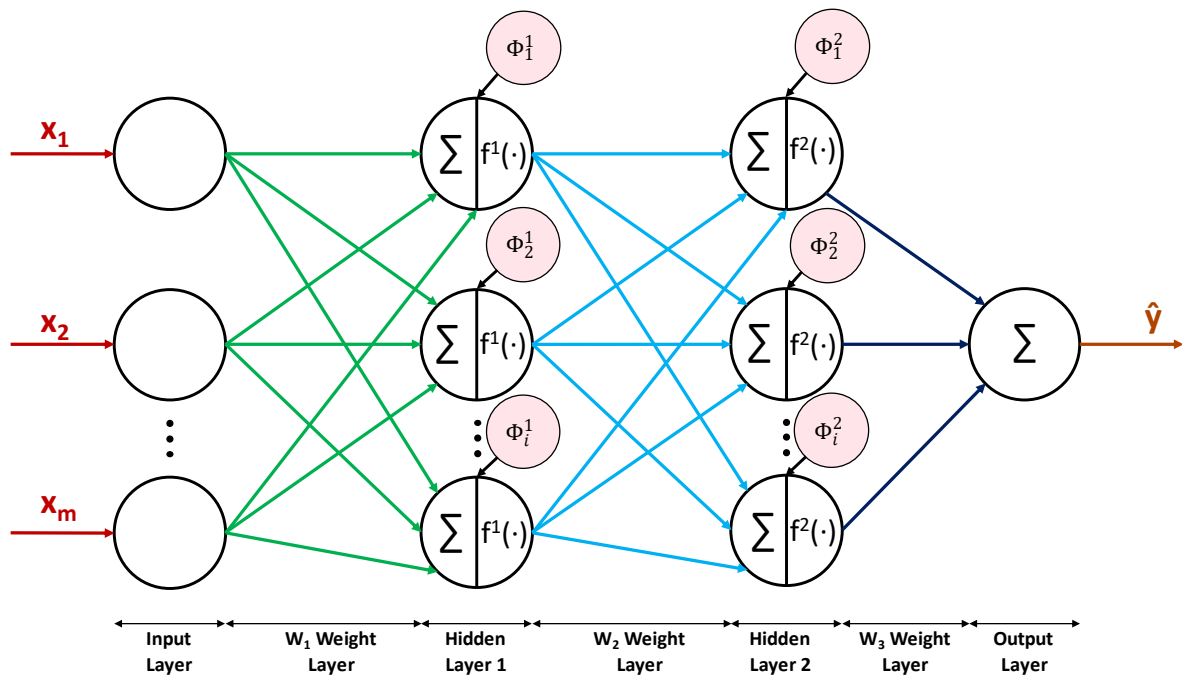 Φ₁¹
Φ₁²
x₁
Σ f¹(·)
Σ f²(·)
Φ₂¹
Φ₂²
x₂
Σ f¹(·)
Σ f²(·)
Σ
ŷ
Φᵢ¹
Φᵢ²
xₘ
Σ f¹(·)
Σ f²(·)
Input
Layer
W₁ Weight
Layer
Hidden
Layer 1
W₂ Weight
Layer
Hidden
Layer 2
W₃ Weight
Layer
Output
Layer